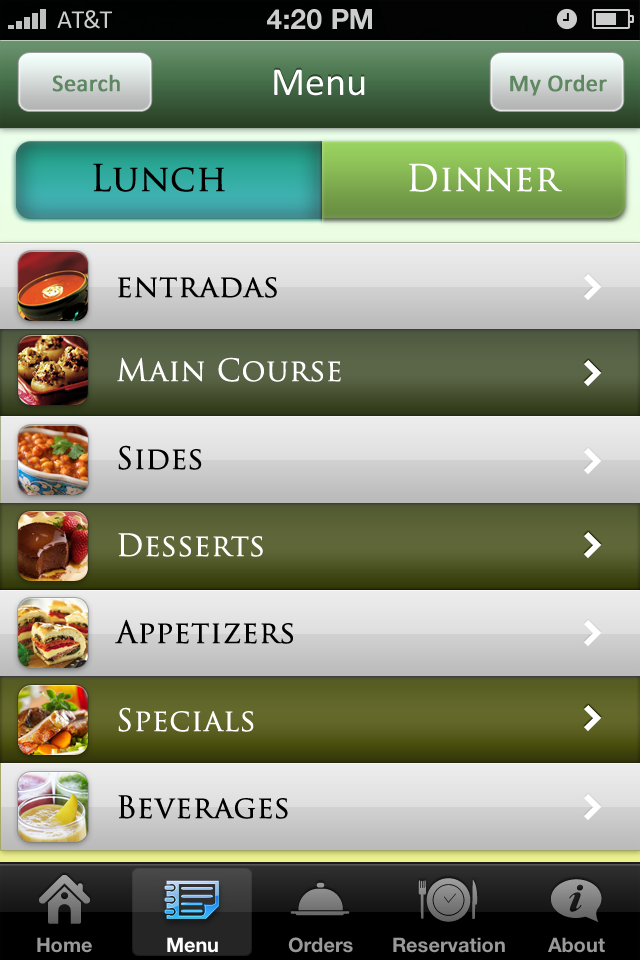 AT&T 4:20 PM
Search Menu My Order
LUNCH DINNER
ENTRADAS
MAIN COURSE
SIDES
DESSERTS
APPETIZERS
SPECIALS
BEVERAGES
Home Menu Orders Reservation About